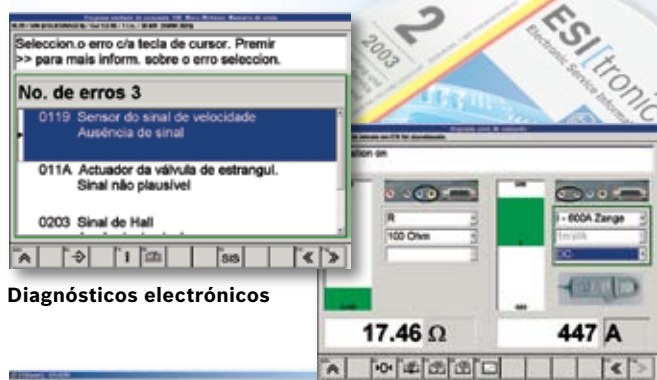 Seleccion.o erro c/a tecla de cursor. Premir
>> para mais inform. sobre o erro seleccion.
No. de erros 3
0119 Sensor do sinal de velocidade
Ausência de sinal
011A Actuador da válvula de estrangul.
Sinal não plausível
0203 Sinal de Hall
SIS
Diagnósticos electrónicos
2
2003
ESI[tronic]
Electronic Service
R
100 Ohm
I - 600A Zange
1mV/A
DC
17.46 Ω
447 A